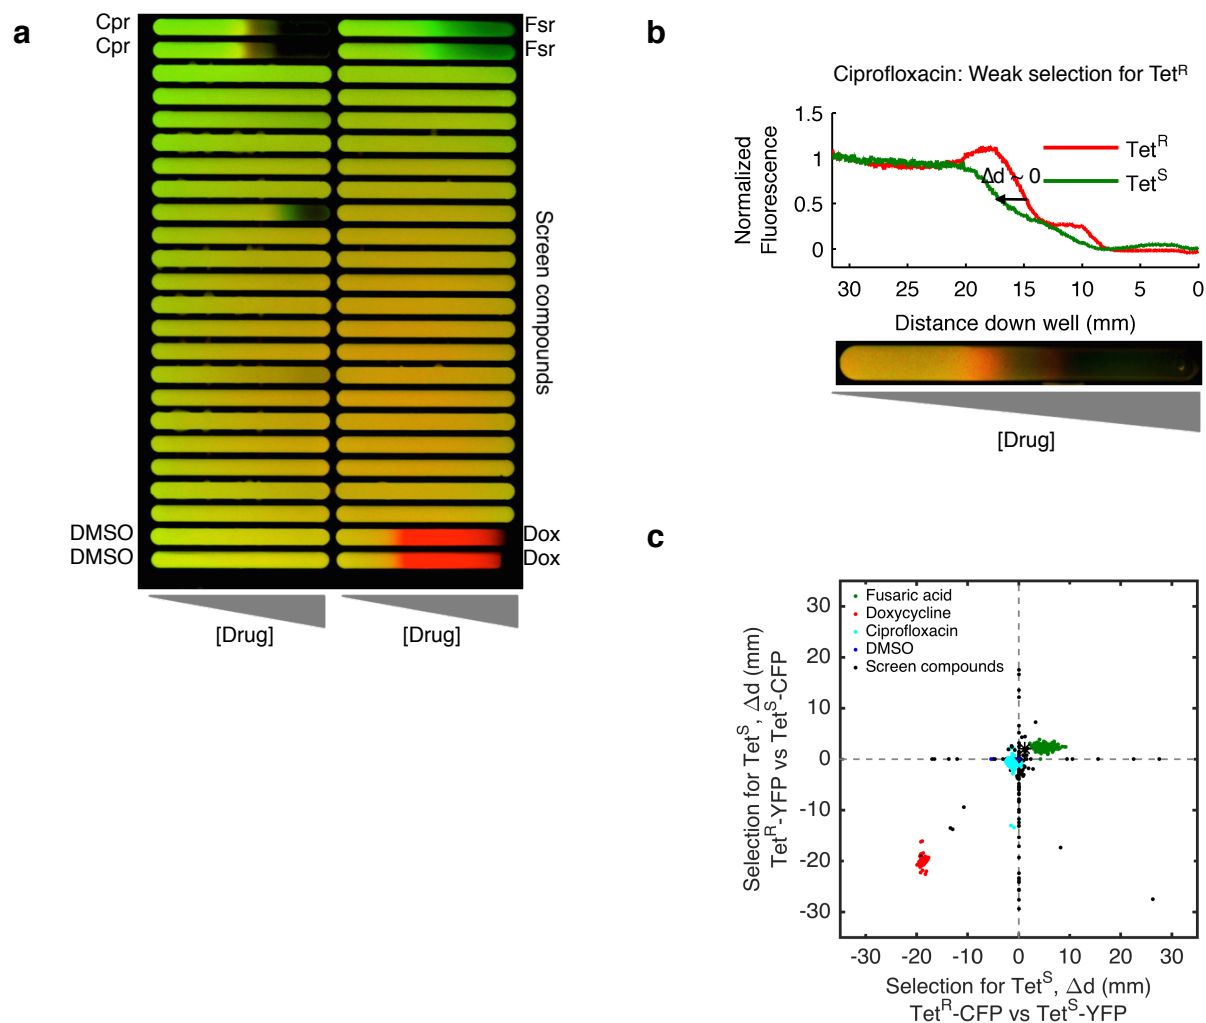 a
Cpr
Cpr
Fsr
Fsr
Screen compounds
DMSO
DMSO
Dox
Dox
[Drug]
[Drug]
b
Ciprofloxacin: Weak selection for Tet^R
Normalized
Fluorescence
1.5
1
0.5
0
Δd ~ 0
Tet^R
Tet^S
30 25 20 15 10 5 0
Distance down well (mm)
[Drug]
c
Selection for Tet^S, Δd (mm)
Tet^R-YFP vs Tet^S-CFP
30
20
10
0
-10
-20
-30
Fusaric acid
Doxycycline
Ciprofloxacin
DMSO
Screen compounds
-30 -20 -10 0 10 20 30
Selection for Tet^S, Δd (mm)
Tet^R-CFP vs Tet^S-YFP